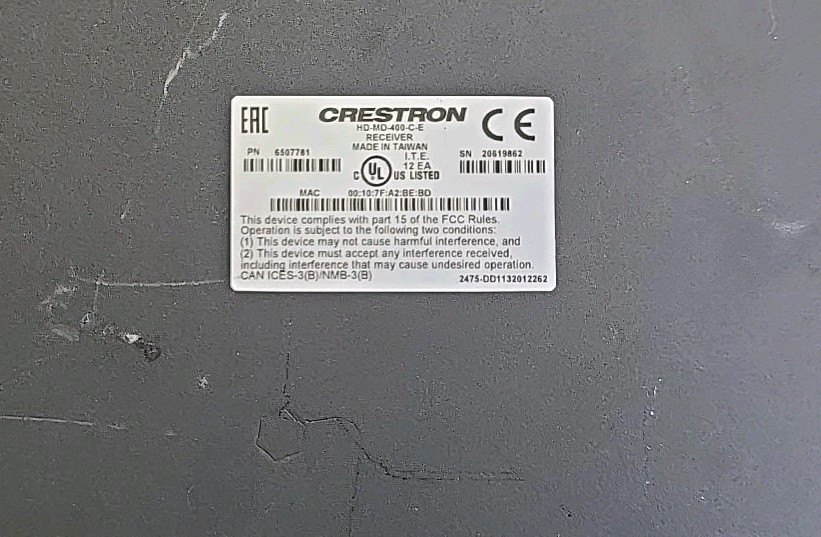 EAC
CRESTRON
CE
HD-MD-400-C-E
RECEIVER
MADE IN TAIWAN
PN 6507781
I.T.E.
12 EA
C UL US LISTED
SN 20619862
MAC 00:10:7F:A2:BE:BD
This device complies with part 15 of the FCC Rules.
Operation is subject to the following two conditions:
(1) This device may not cause harmful interference, and
(2) This device must accept any interference received,
including interference that may cause undesired operation.
CAN ICES-3(B)/NMB-3(B)
2475-DD1132012262